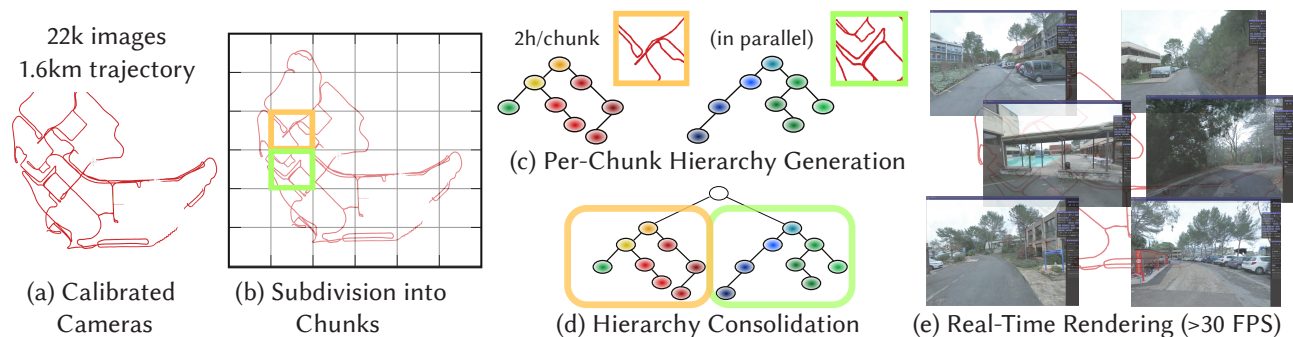 22k images
1.6km trajectory
(a) Calibrated
Cameras
(b) Subdivision into
Chunks
2h/chunk
(in parallel)
(c) Per-Chunk Hierarchy Generation
(d) Hierarchy Consolidation
(e) Real-Time Rendering (>30 FPS)